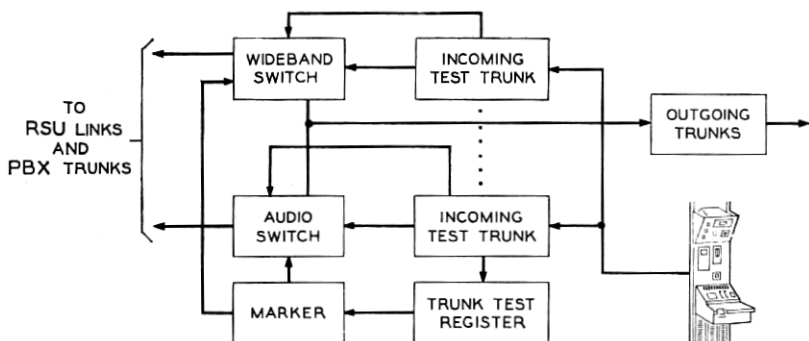 WIDEBAND
SWITCH
INCOMING
TEST TRUNK
TO
RSU LINKS
AND
PBX TRUNKS
OUTGOING
TRUNKS
AUDIO
SWITCH
INCOMING
TEST TRUNK
MARKER
TRUNK TEST
REGISTER